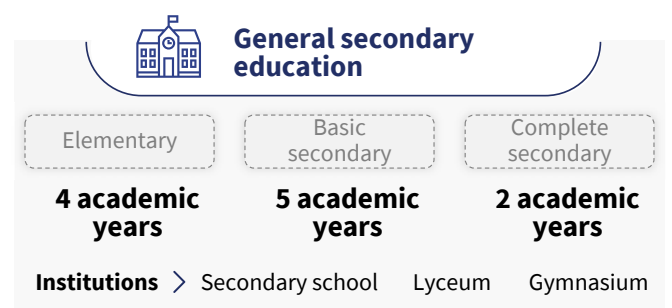 General secondary
education
Elementary
Basic
secondary
Complete
secondary
4 academic
years
5 academic
years
2 academic
years
Institutions > Secondary school Lyceum Gymnasium